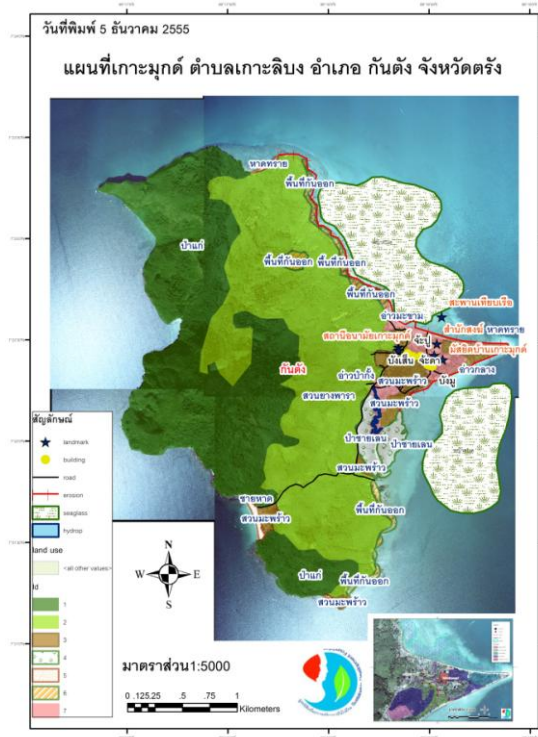 วันที่พิมพ์ 5 ธันวาคม 2555
แผนที่เกาะมุกด์ ตำบลเกาะลิบง อำเภอ กันตัง จังหวัดตรัง
หาดทราย
พื้นที่กันออก
ป่าแก่
พื้นที่กันออก
พื้นที่กันออก
พื้นที่กันออก
สะพานเทียบเรือ
อ่าวมะขาม
สำนักสงฆ์
หาดทราย
สถานีอนามัยเกาะมุกด์
จะปู
มัสยิดบ้านเกาะมุกด์
บังเส็น
จะดา
อ่าวกลาง
กันตัง
อ่าวป่ากั้ง
สวนมะพร้าว
บังมู
สวนยางพารา
สวนมะพร้าว
ป่าชายเลน
ป่าชายเลน
สวนมะพร้าว
ชายหาด
สวนมะพร้าว
พื้นที่กันออก
ป่าแก่
พื้นที่กันออก
สวนมะพร้าว
สัญลักษณ์
landmark
building
road
erosion
seaglass
hydrop
land use
<all other values>
Id
1
2
3
4
5
6
7
N
W
E
S
มาตราส่วน1:5000
0 .125.25 .5 .75 1
Kilometers